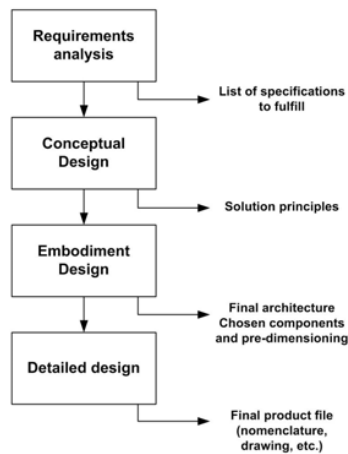 Requirements
analysis
List of specifications
to fulfill
Conceptual
Design
Solution principles
Embodiment
Design
Final architecture
Chosen components
and pre-dimensioning
Detailed design
Final product file
(nomenclature,
drawing, etc.)